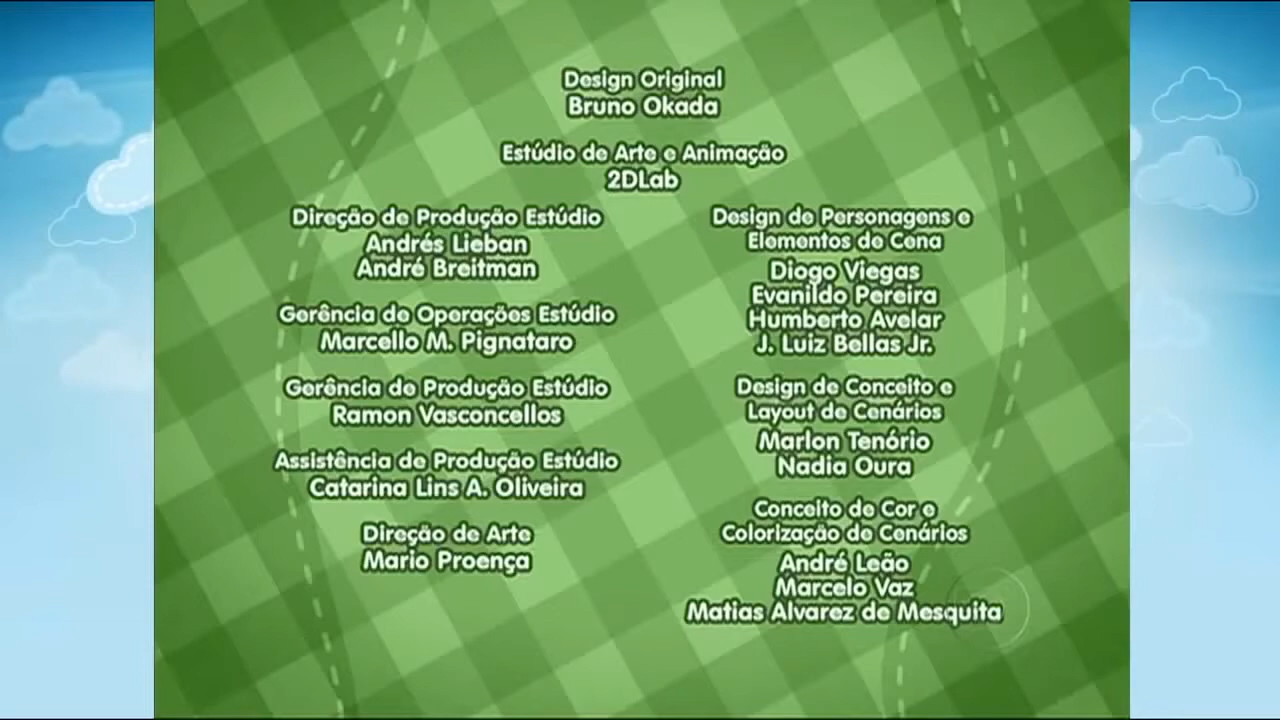 Design Original
Bruno Okada
Estúdio de Arte e Animação
2DLab
Direção de Produção Estúdio
Andrés Lieban
André Breitman
Gerência de Operações Estúdio
Marcello M. Pignataro
Gerência de Produção Estúdio
Ramon Vasconcellos
Assistência de Produção Estúdio
Catarina Lins A. Oliveira
Direção de Arte
Mario Proença
Design de Personagens e
Elementos de Cena
Diogo Viegas
Evanildo Pereira
Humberto Avelar
J. Luiz Bellas Jr.
Design de Conceito e
Layout de Cenários
Marlon Tenório
Nadia Oura
Conceito de Cor e
Colorização de Cenários
André Leão
Marcelo Vaz
Matias Alvarez de Mesquita